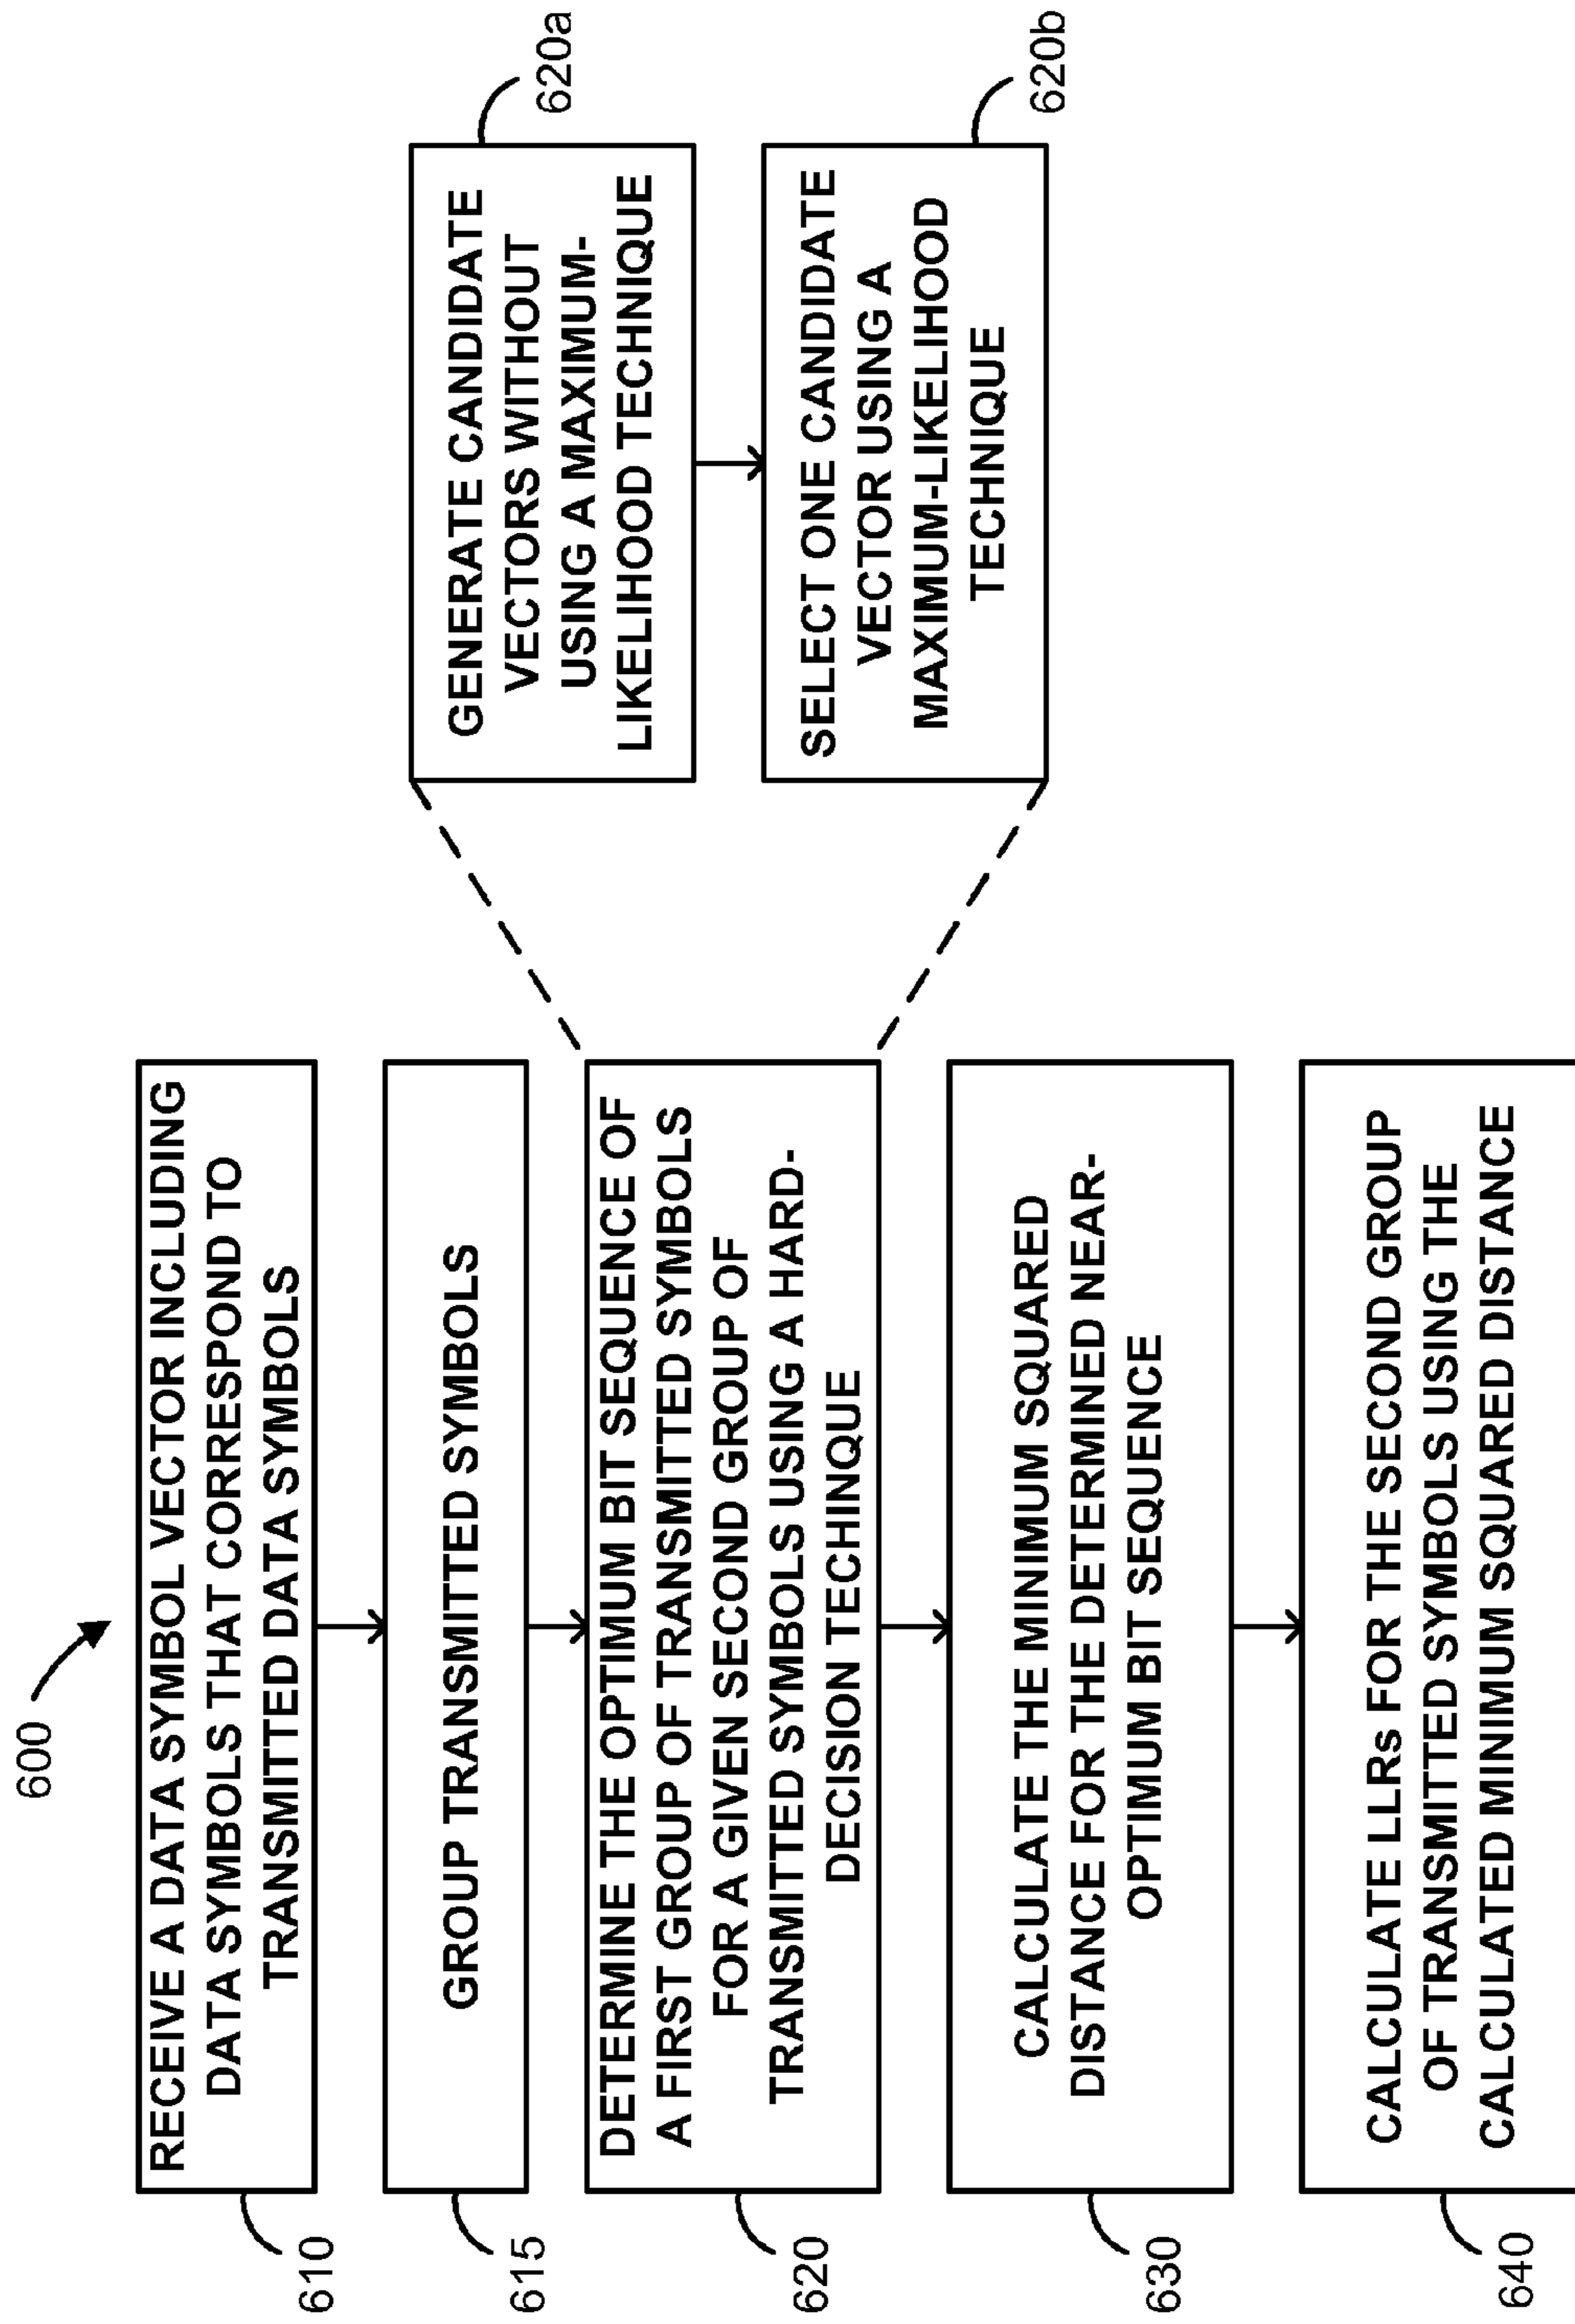 600
610
RECEIVE A DATA SYMBOL VECTOR INCLUDING
DATA SYMBOLS THAT CORRESPOND TO
TRANSMITTED DATA SYMBOLS
615
GROUP TRANSMITTED SYMBOLS
620
DETERMINE THE OPTIMUM BIT SEQUENCE OF
A FIRST GROUP OF TRANSMITTED SYMBOLS
FOR A GIVEN SECOND GROUP OF
TRANSMITTED SYMBOLS USING A HARD-
DECISION TECHINQUE
630
CALCULATE THE MINIMUM SQUARED
DISTANCE FOR THE DETERMINED NEAR-
OPTIMUM BIT SEQUENCE
640
CALCULATE LLRs FOR THE SECOND GROUP
OF TRANSMITTED SYMBOLS USING THE
CALCULATED MINIMUM SQUARED DISTANCE
620a
GENERATE CANDIDATE
VECTORS WITHOUT
USING A MAXIMUM-
LIKELIHOOD TECHNIQUE
620b
SELECT ONE CANDIDATE
VECTOR USING A
MAXIMUM-LIKELIHOOD
TECHNIQUE